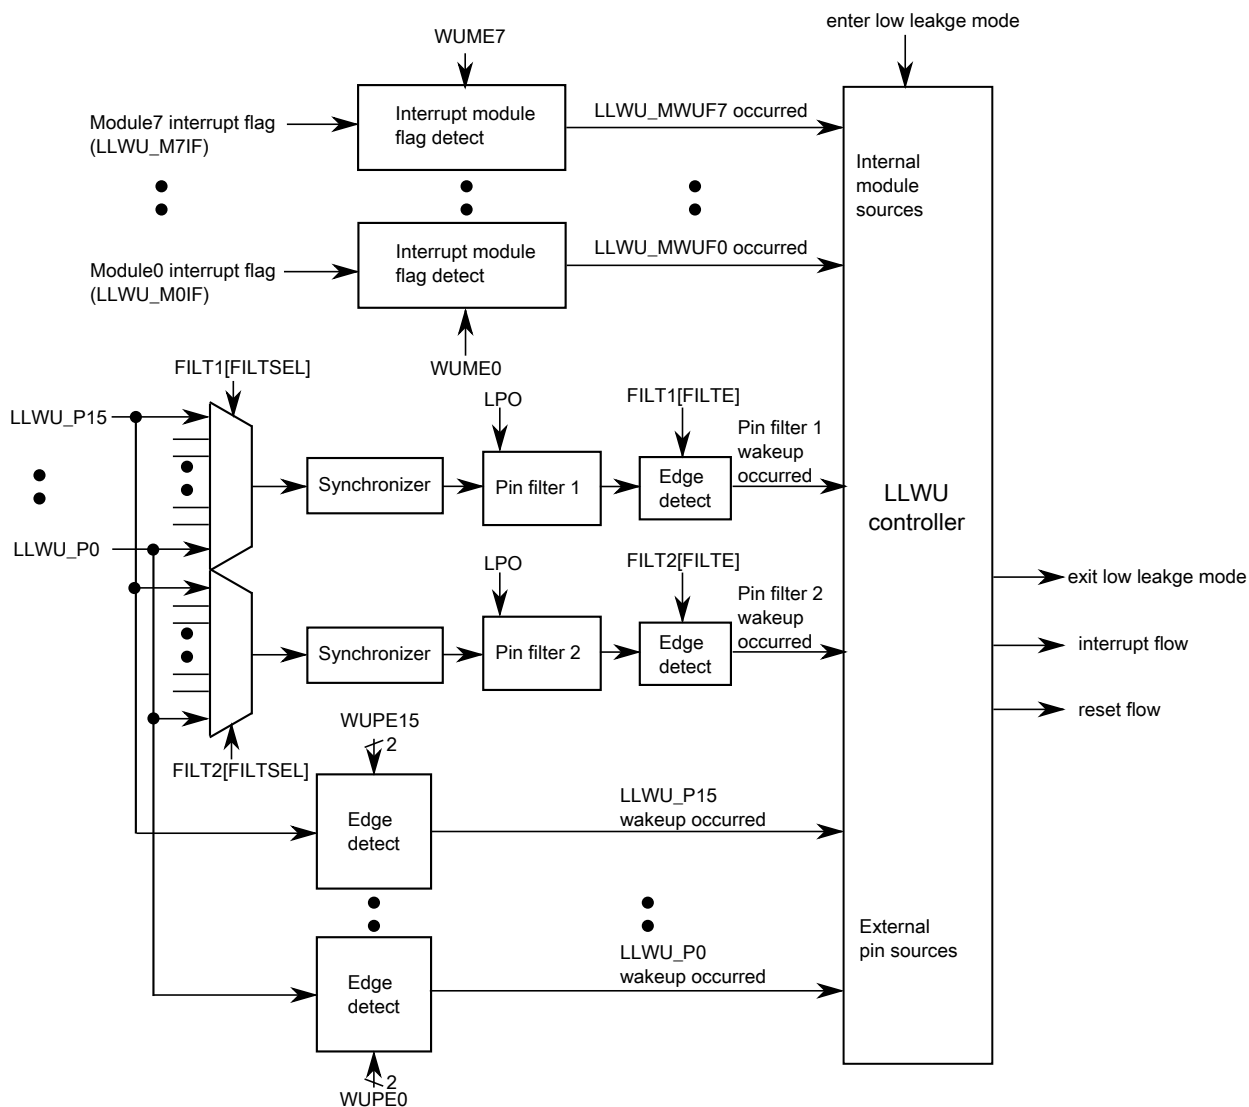 enter low leakge mode
WUME7
Interrupt module
flag detect
LLWU_MWUF7 occurred
Module7 interrupt flag
(LLWU_M7IF)
Internal
module
sources
Interrupt module
flag detect
LLWU_MWUF0 occurred
Module0 interrupt flag
(LLWU_M0IF)
WUME0
FILT1[FILTSEL]
LPO
FILT1[FILTE]
LLWU_P15
Pin filter 1
wakeup
occurred
Synchronizer
Pin filter 1
Edge
detect
LLWU
controller
LLWU_P0
LPO
FILT2[FILTE]
Pin filter 2
wakeup
occurred
exit low leakge mode
Synchronizer
Pin filter 2
Edge
detect
interrupt flow
reset flow
WUPE15
2
FILT2[FILTSEL]
Edge
detect
LLWU_P15
wakeup occurred
External
pin sources
LLWU_P0
wakeup occurred
Edge
detect
2
WUPE0